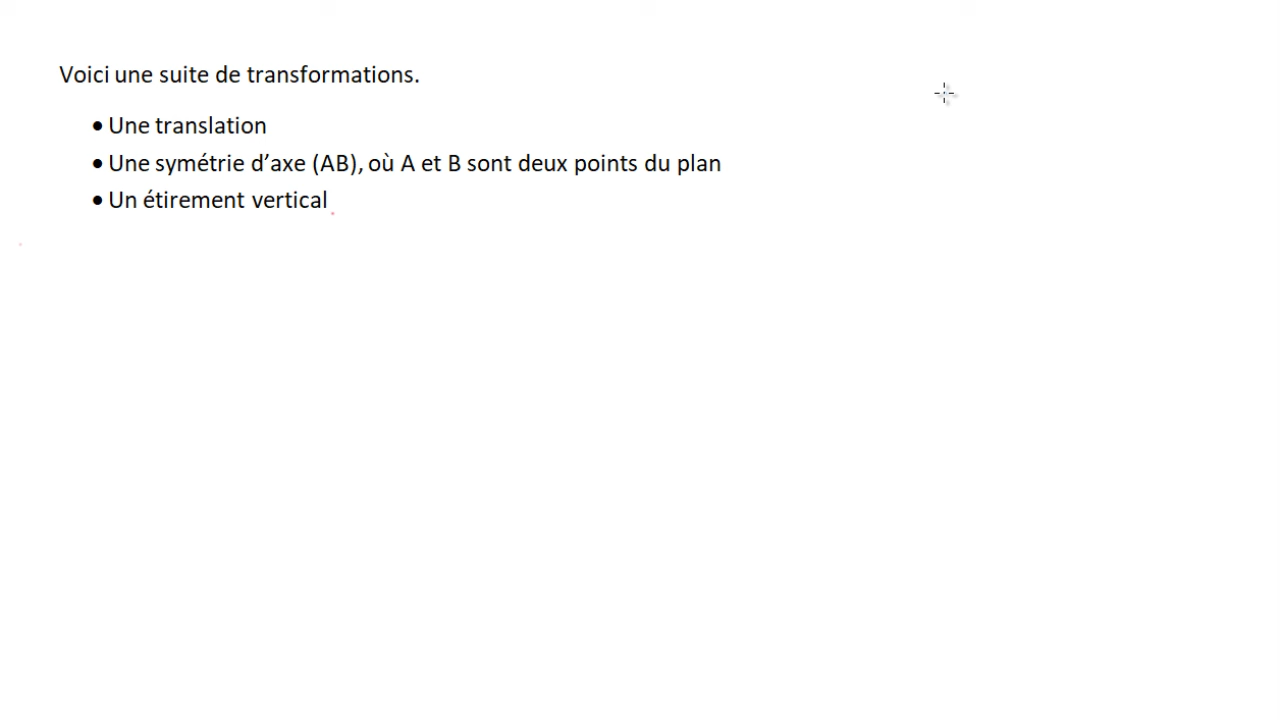 Voici une suite de transformations.
• Une translation
• Une symétrie d’axe (AB), où A et B sont deux points du plan
• Un étirement vertical